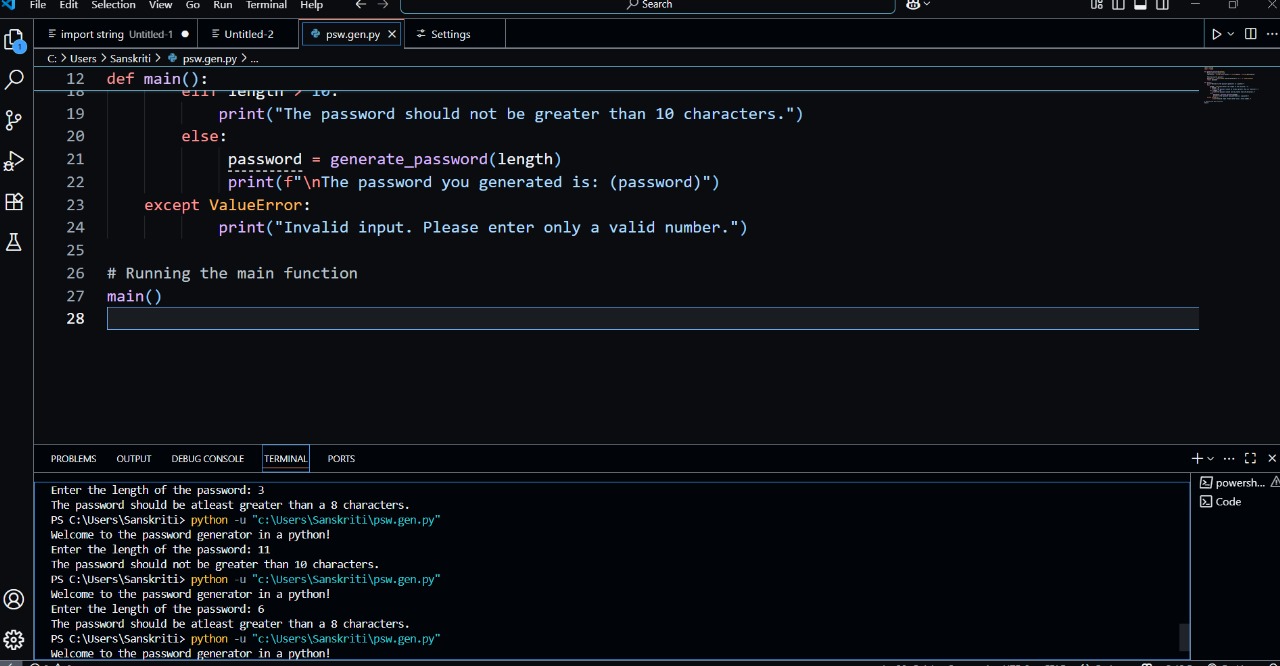 File Edit Selection View Go Run Terminal Help Search
import string Untitled-1 Untitled-2 psw.gen.py Settings
1
C: > Users > Sanskriti > psw.gen.py > ...
12 def main():
18 elif length > 10:
19 print("The password should not be greater than 10 characters.")
20 else:
21 password = generate_password(length)
22 print(f"\nThe password you generated is: (password)")
23 except ValueError:
24 print("Invalid input. Please enter only a valid number.")
25
26 # Running the main function
27 main()
28
PROBLEMS OUTPUT DEBUG CONSOLE TERMINAL PORTS
Enter the length of the password: 3
The password should be atleast greater than a 8 characters.
PS C:\Users\Sanskriti> python -u "c:\Users\Sanskriti\psw.gen.py"
Welcome to the password generator in a python!
Enter the length of the password: 11
The password should not be greater than 10 characters.
PS C:\Users\Sanskriti> python -u "c:\Users\Sanskriti\psw.gen.py"
Welcome to the password generator in a python!
Enter the length of the password: 6
The password should be atleast greater than a 8 characters.
PS C:\Users\Sanskriti> python -u "c:\Users\Sanskriti\psw.gen.py"
Welcome to the password generator in a python!
powersh...
Code